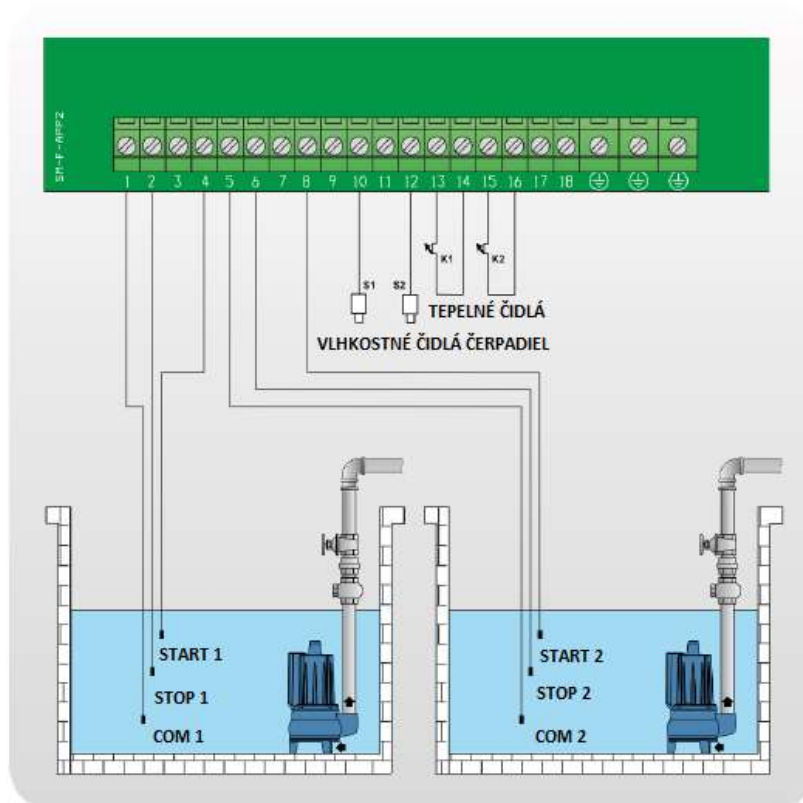 SM-F-APP2
1 2 3 4 5 6 7 8 9 10 11 12 13 14 15 16 17 18
K1 K2
S1 S2
TEPELNÉ ČIDLÁ
VLHKOSTNÉ ČIDLÁ ČERPADIEL
START 1
STOP 1
COM 1
START 2
STOP 2
COM 2